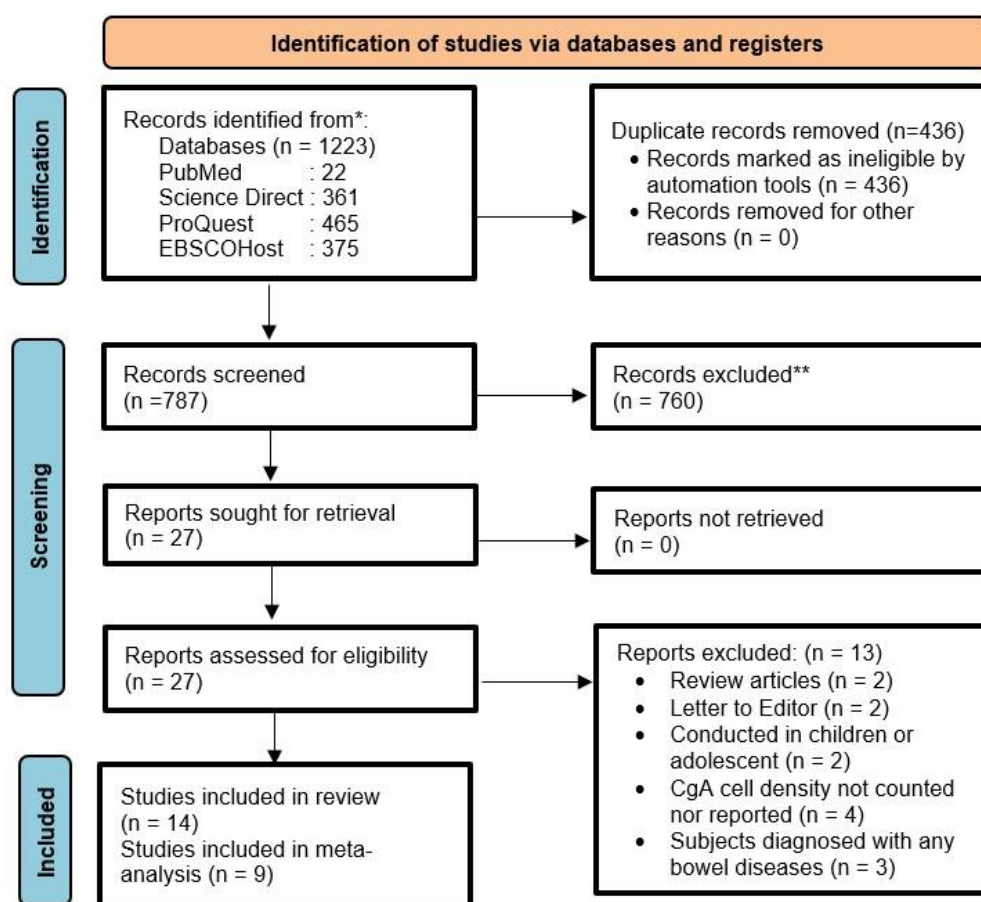 Identification of studies via databases and registers
Identification
Records identified from*:
Databases (n = 1223)
PubMed : 22
Science Direct : 361
ProQuest : 465
EBSCOHost : 375
Duplicate records removed (n=436)
• Records marked as ineligible by
automation tools (n = 436)
• Records removed for other
reasons (n = 0)
Screening
Records screened
(n =787)
Records excluded**
(n = 760)
Reports sought for retrieval
(n = 27)
Reports not retrieved
(n = 0)
Reports assessed for eligibility
(n = 27)
Reports excluded: (n = 13)
• Review articles (n = 2)
• Letter to Editor (n = 2)
• Conducted in children or
adolescent (n = 2)
• CgA cell density not counted
nor reported (n = 4)
• Subjects diagnosed with any
bowel diseases (n = 3)
Included
Studies included in review
(n = 14)
Studies included in meta-
analysis (n = 9)